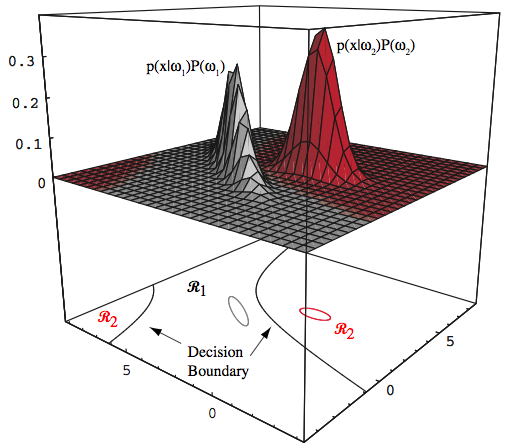 p(x|ω₂)P(ω₂)
p(x|ω₁)P(ω₁)
0.3
0.2
0.1
0
ℛ₁
ℛ₂
ℛ₂
Decision
Boundary
5
0
5
0